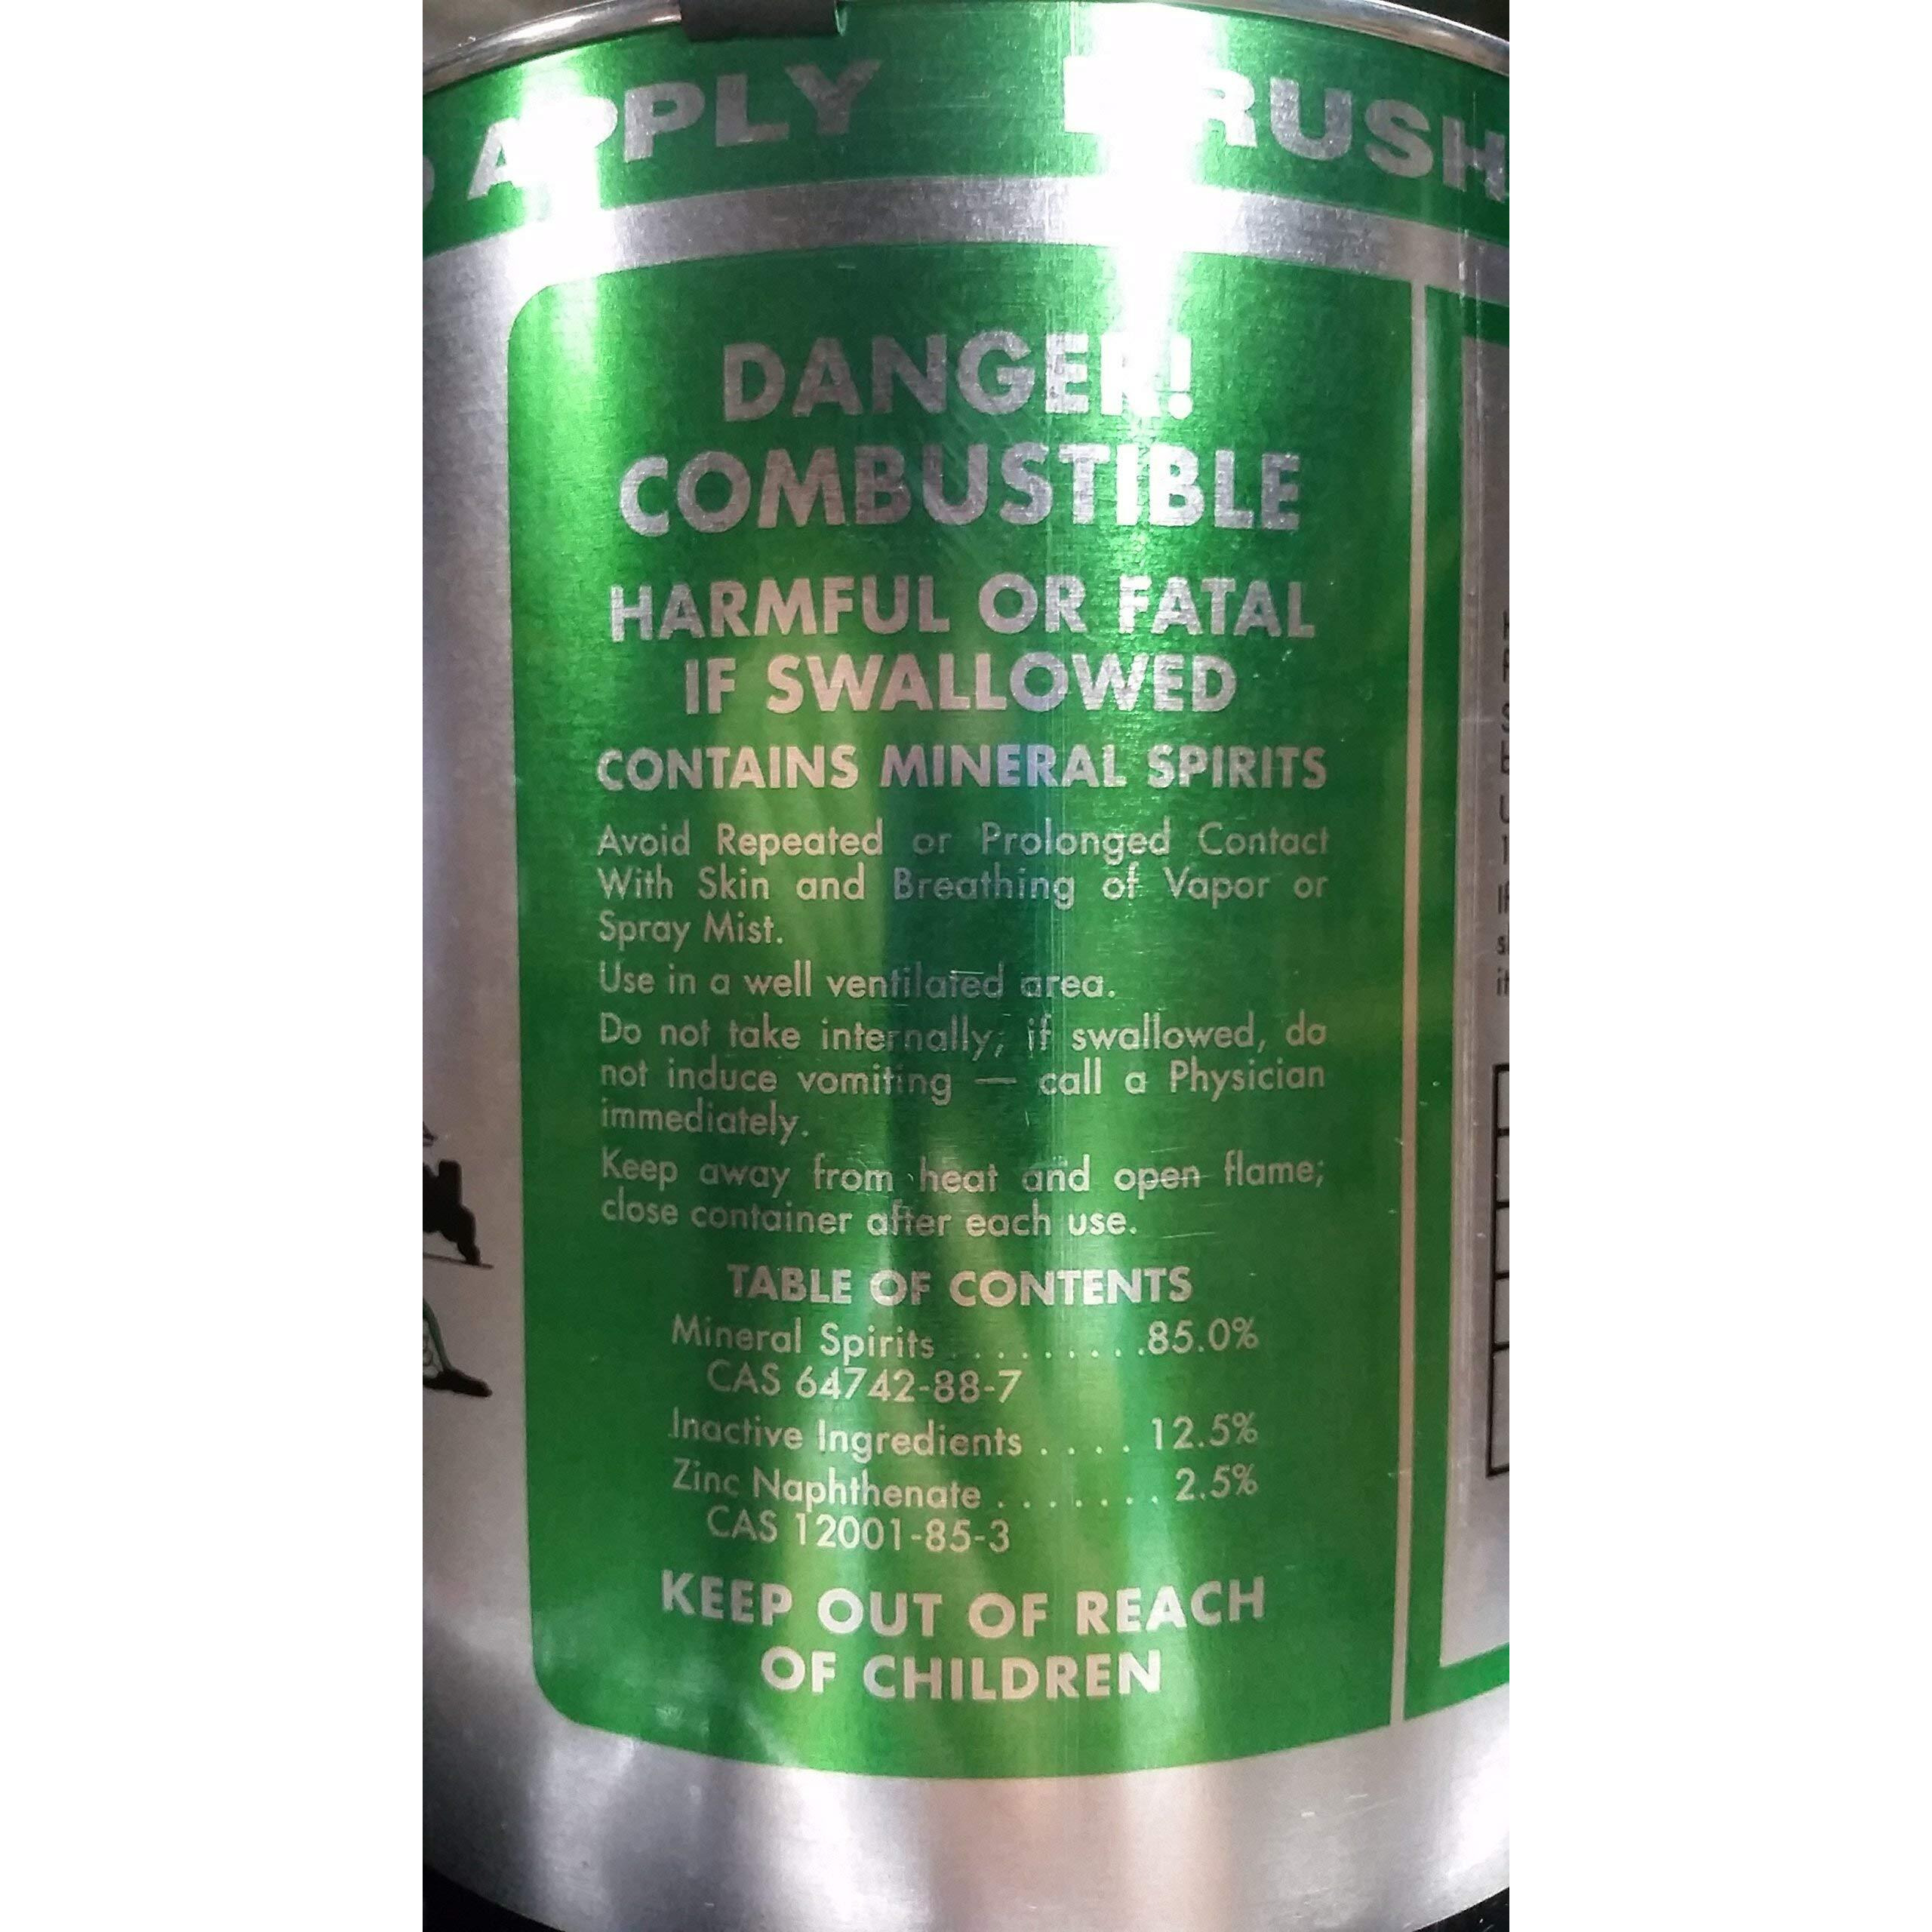 APPLY BRUSH
DANGER!
COMBUSTIBLE
HARMFUL OR FATAL
IF SWALLOWED
CONTAINS MINERAL SPIRITS
Avoid Repeated or Prolonged Contact
With Skin and Breathing of Vapor or
Spray Mist.
Use in a well ventilated area.
Do not take internally; if swallowed, do
not induce vomiting — call a Physician
immediately.
Keep away from heat and open flame;
close container after each use.
TABLE OF CONTENTS
Mineral Spirits . . . . . . . . . .85.0%
CAS 64742-88-7
Inactive Ingredients . . . . . 12.5%
Zinc Naphthenate . . . . . . . 2.5%
CAS 12001-85-3
KEEP OUT OF REACH
OF CHILDREN